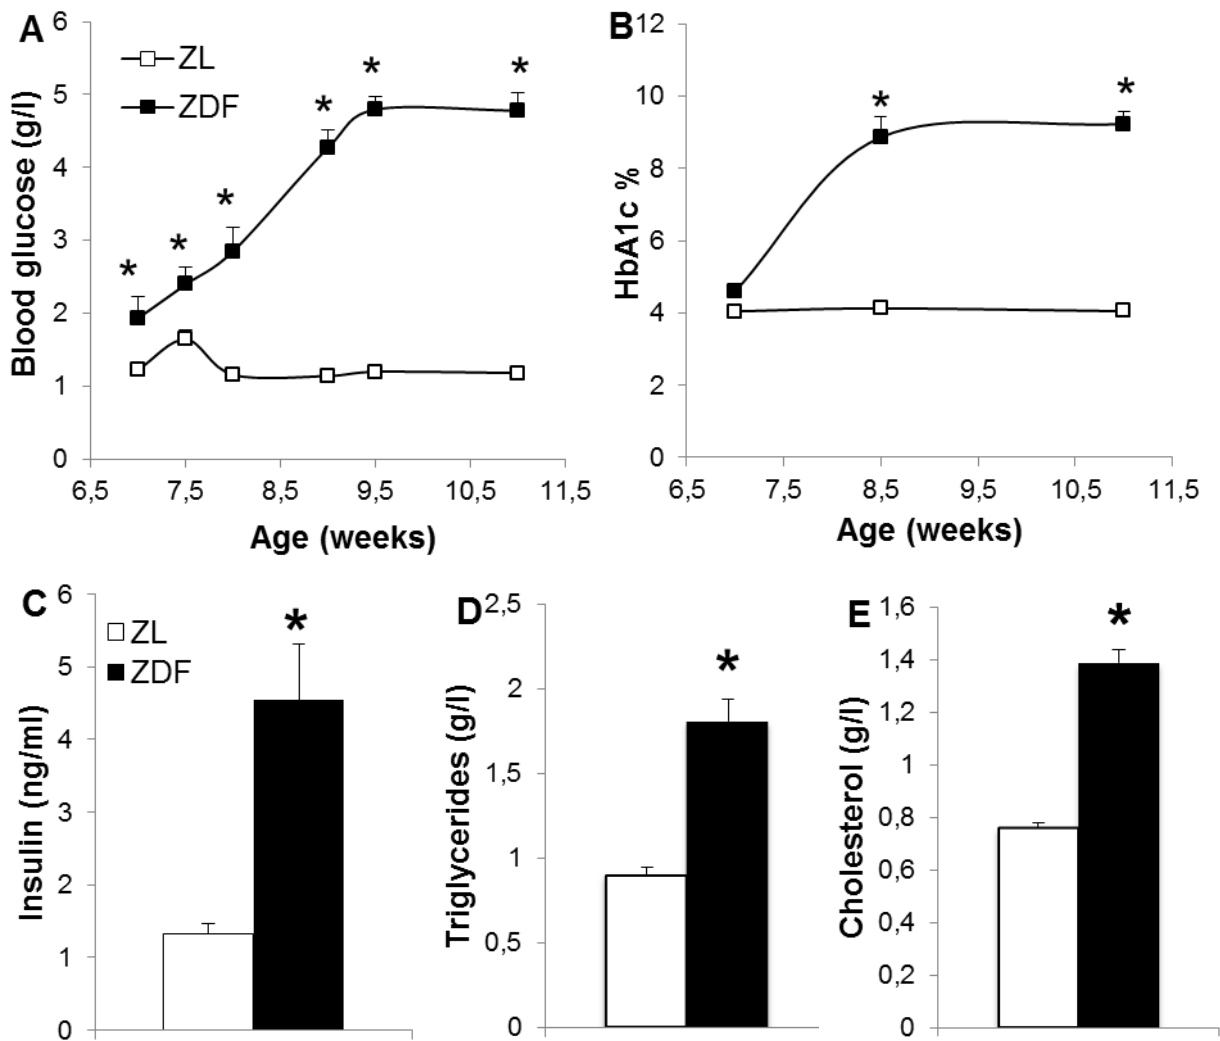 A
ZL
ZDF
* * * * * *
Blood glucose (g/l)
6
5
4
3
2
1
0
6,5 7,5 8,5 9,5 10,5 11,5
Age (weeks)
B
* *
HbA1c %
12
10
8
6
4
2
0
6,5 7,5 8,5 9,5 10,5 11,5
Age (weeks)
C
ZL
ZDF
*
Insulin (ng/ml)
6
5
4
3
2
1
0
D
*
Triglycerides (g/l)
2,5
2
1,5
1
0,5
0
E
*
Cholesterol (g/l)
1,6
1,4
1,2
1
0,8
0,6
0,4
0,2
0